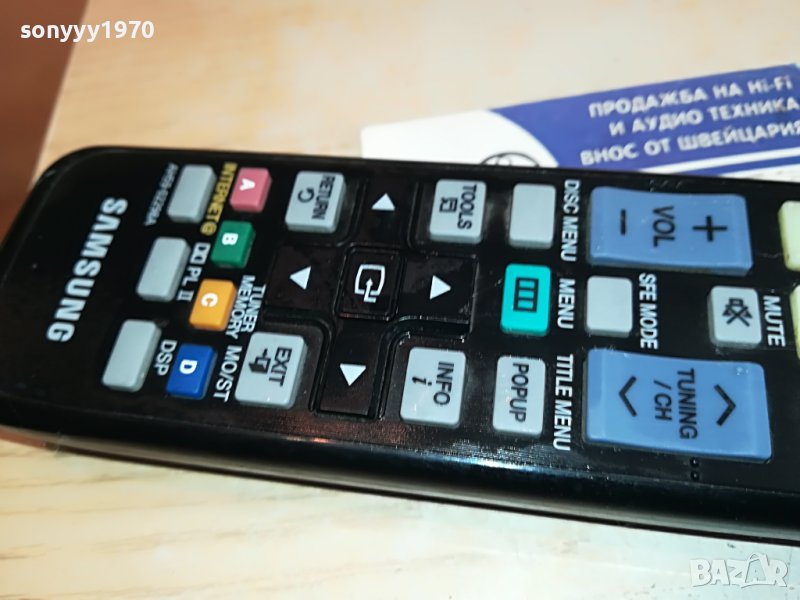 sonyyy1970
ПРОДАЖБА НА Hi-Fi
И АУДИО ТЕХНИКА
ВНОС ОТ ШВЕЙЦАРИЯ
+
VOL
−
MUTE
TUNING
/CH
SFE MODE
DISC MENU
MENU
TITLE MENU
POPUP
TOOLS
INFO
i
RETURN
EXIT
TUNER
MEMORY
MO/ST
INTERNET@
A
B
C
D
PL II
DSP
SAMSUNG
BAZAR